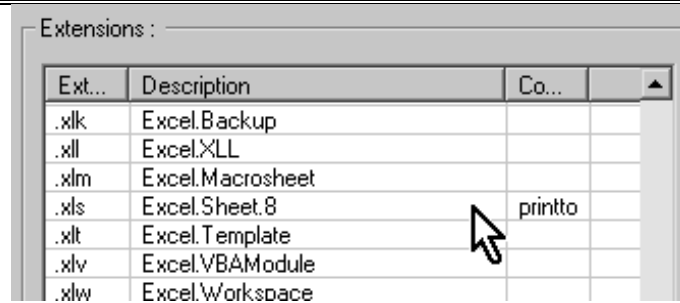 Extensions :
Ext... Description Co...
.xlk Excel.Backup
.xll Excel.XLL
.xlm Excel.Macrosheet
.xls Excel.Sheet.8 printto
.xlt Excel.Template
.xlv Excel.VBAModule
.xlw Excel.Workspace